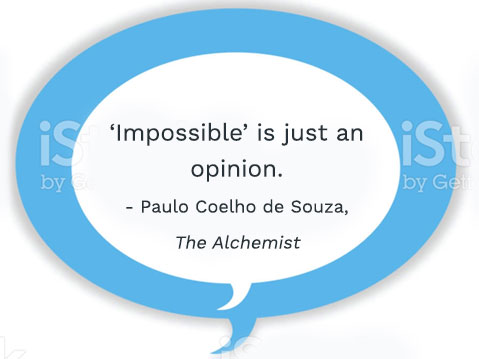 ‘Impossible’ is just an
opinion.
- Paulo Coelho de Souza,
The Alchemist
iSt
by Get
iSt
by Gett